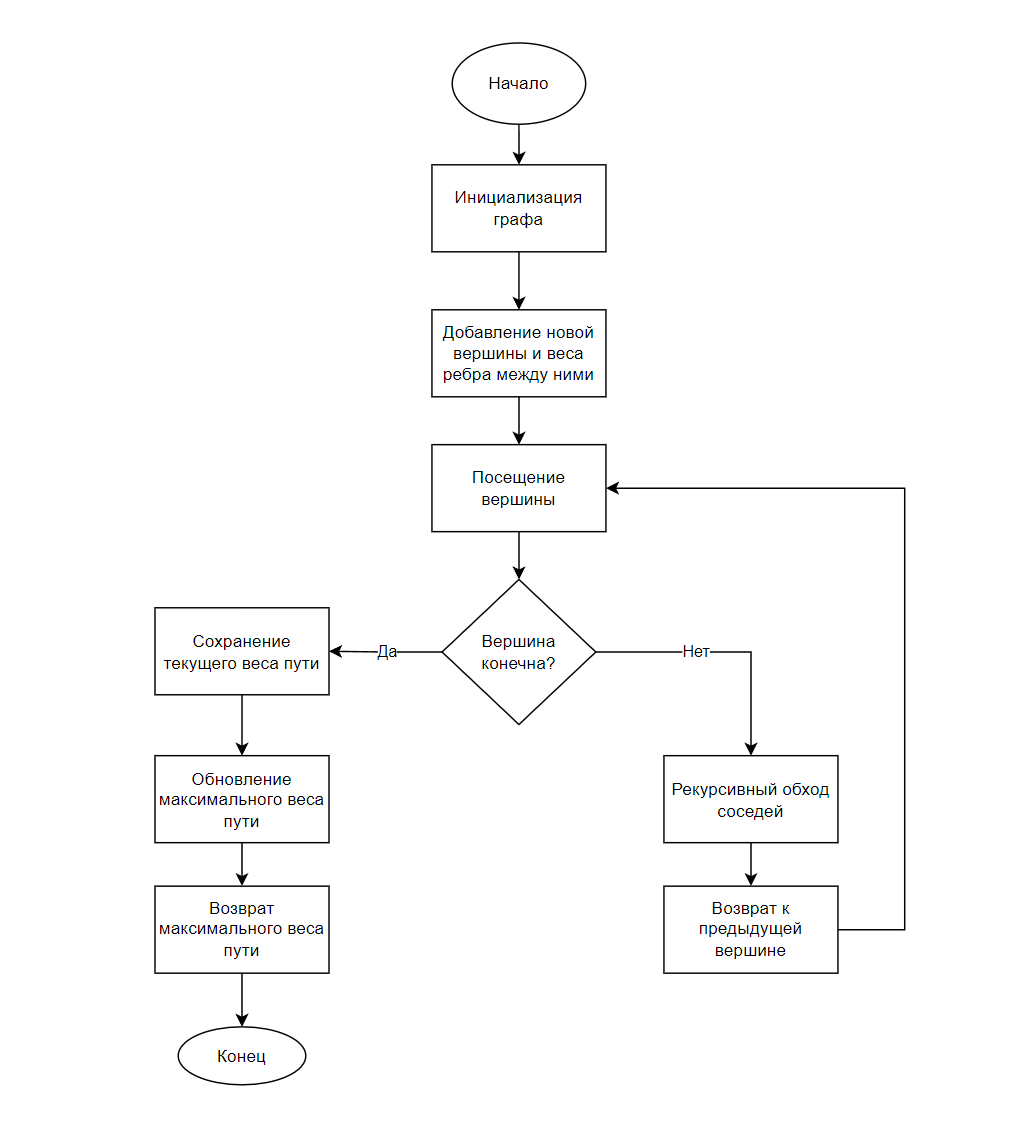 Начало
Инициализация
графа
Добавление новой
вершины и веса
ребра между ними
Посещение
вершины
Вершина
конечна?
Да
Нет
Сохранение
текущего веса пути
Обновление
максимального веса
пути
Рекурсивный обход
соседей
Возврат
максимального веса
пути
Возврат к
предыдущей
вершине
Конец